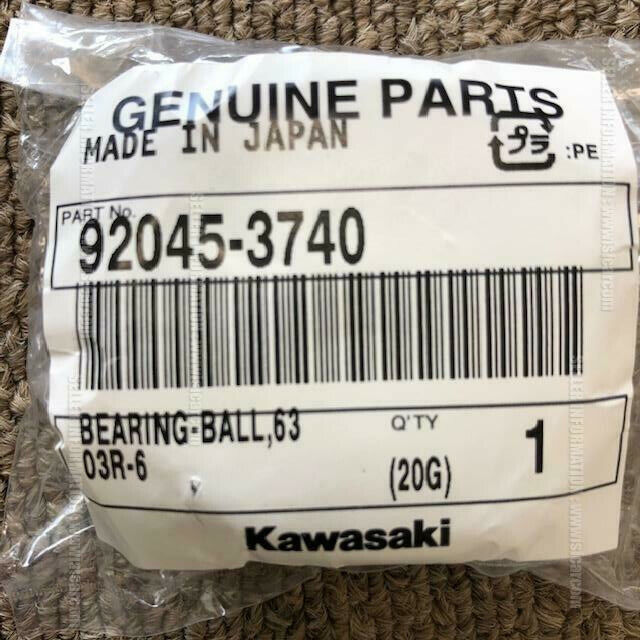 GENUINE PARTS
MADE IN JAPAN
プラ :PE
PART No.
92045-3740
BEARING-BALL,63
03R-6
Q'TY
(20G)
1
Kawasaki